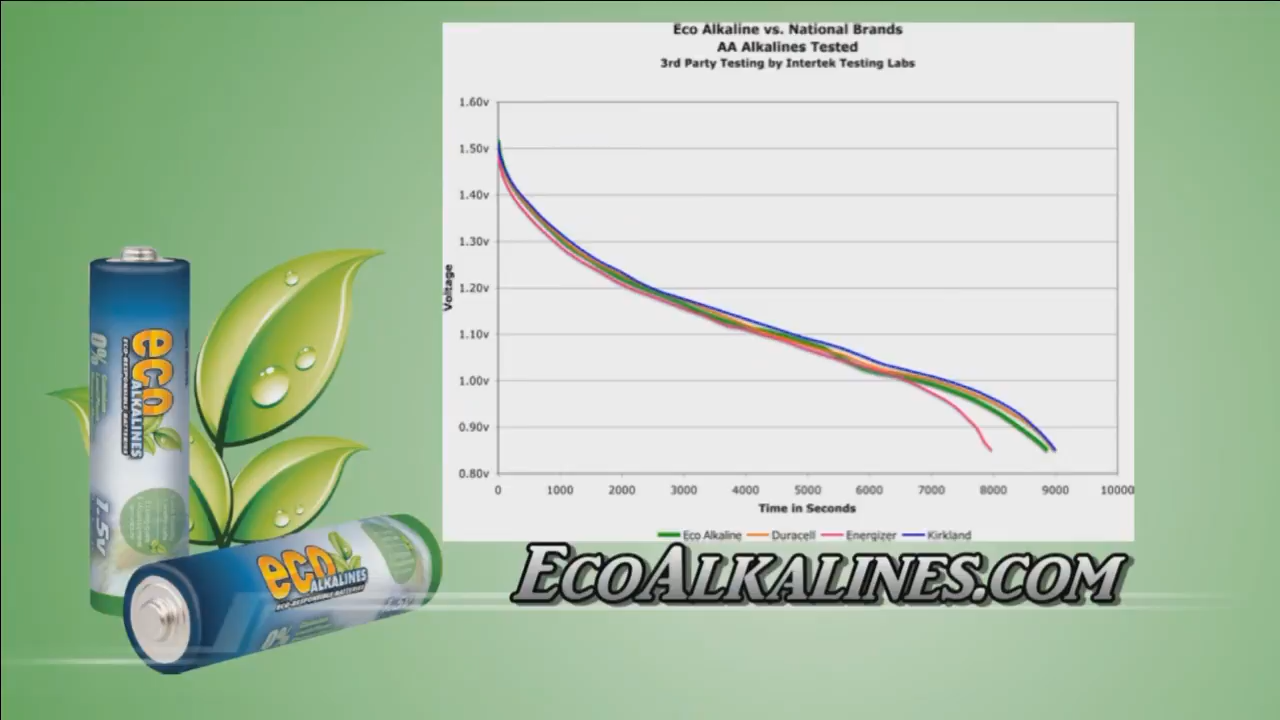 Eco Alkaline vs. National Brands
AA Alkalines Tested
3rd Party Testing by Intertek Testing Labs
1.60v
1.50v
1.40v
1.30v
1.20v
1.10v
1.00v
0.90v
0.80v
Voltage
0 1000 2000 3000 4000 5000 6000 7000 8000 9000 10000
Time in Seconds
Eco Alkaline Duracell Energizer Kirkland
EcoAlkalines.com
eco
ALKALINES
ECO-RESPONSIBLE BATTERIES
0%
1.5v
eco
ALKALINES
ECO-RESPONSIBLE BATTERIES
0%